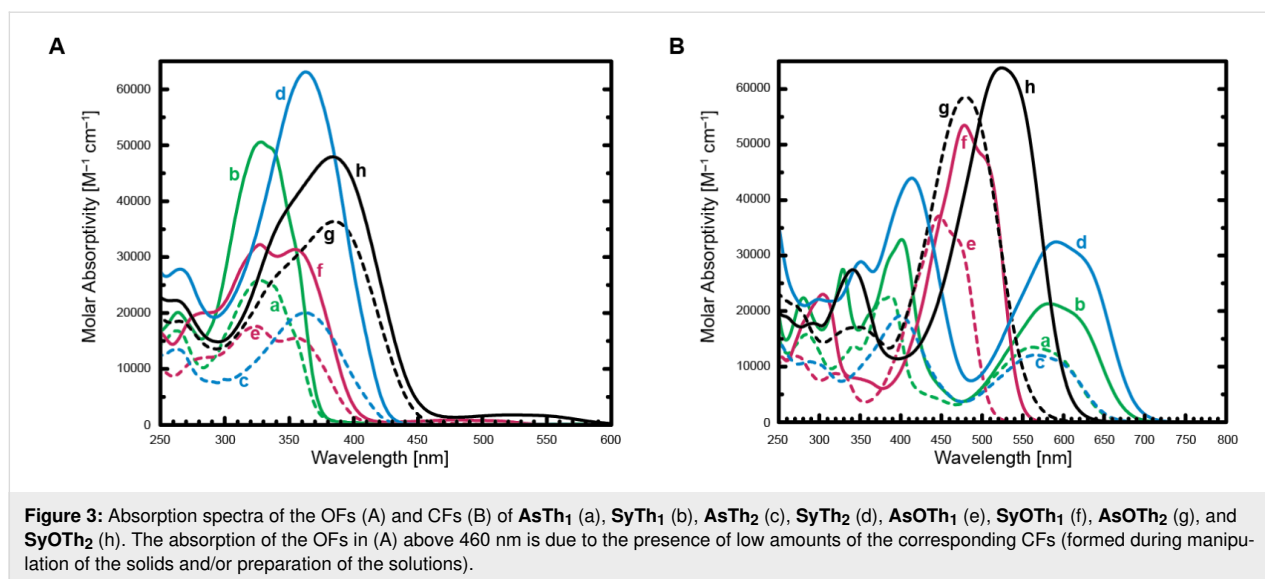 A
B
Molar Absorptivity [M⁻¹ cm⁻¹]
60000
50000
40000
30000
20000
10000
0
250 300 350 400 450 500 550 600
Wavelength [nm]
a
b
c
d
e
f
g
h
Molar Absorptivity [M⁻¹ cm⁻¹]
60000
50000
40000
30000
20000
10000
0
250 300 350 400 450 500 550 600 650 700 750 800
Wavelength [nm]
a
b
c
d
e
f
g
h
Figure 3: Absorption spectra of the OFs (A) and CFs (B) of AsTh₁ (a), SyTh₁ (b), AsTh₂ (c), SyTh₂ (d), AsOTh₁ (e), SyOTh₁ (f), AsOTh₂ (g), and
SyOTh₂ (h). The absorption of the OFs in (A) above 460 nm is due to the presence of low amounts of the corresponding CFs (formed during manipu-
lation of the solids and/or preparation of the solutions).